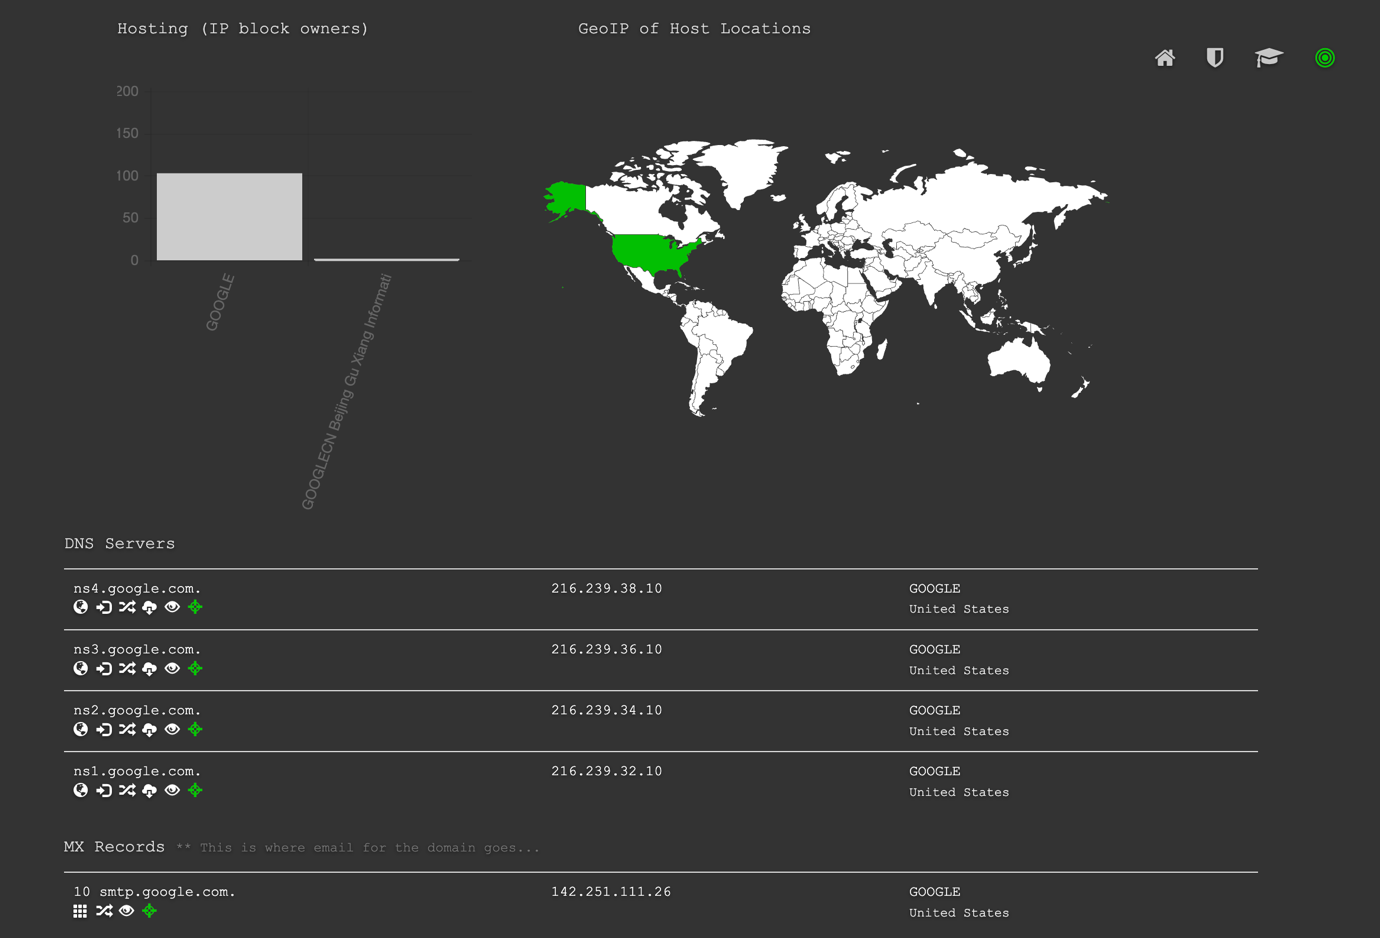 Hosting (IP block owners)
GeoIP of Host Locations
200
150
100
50
0
GOOGLE
GOOGLECN Beijing Gu Xiang Informati
DNS Servers
ns4.google.com. 216.239.38.10 GOOGLE
United States
ns3.google.com. 216.239.36.10 GOOGLE
United States
ns2.google.com. 216.239.34.10 GOOGLE
United States
ns1.google.com. 216.239.32.10 GOOGLE
United States
MX Records ** This is where email for the domain goes...
10 smtp.google.com. 142.251.111.26 GOOGLE
United States